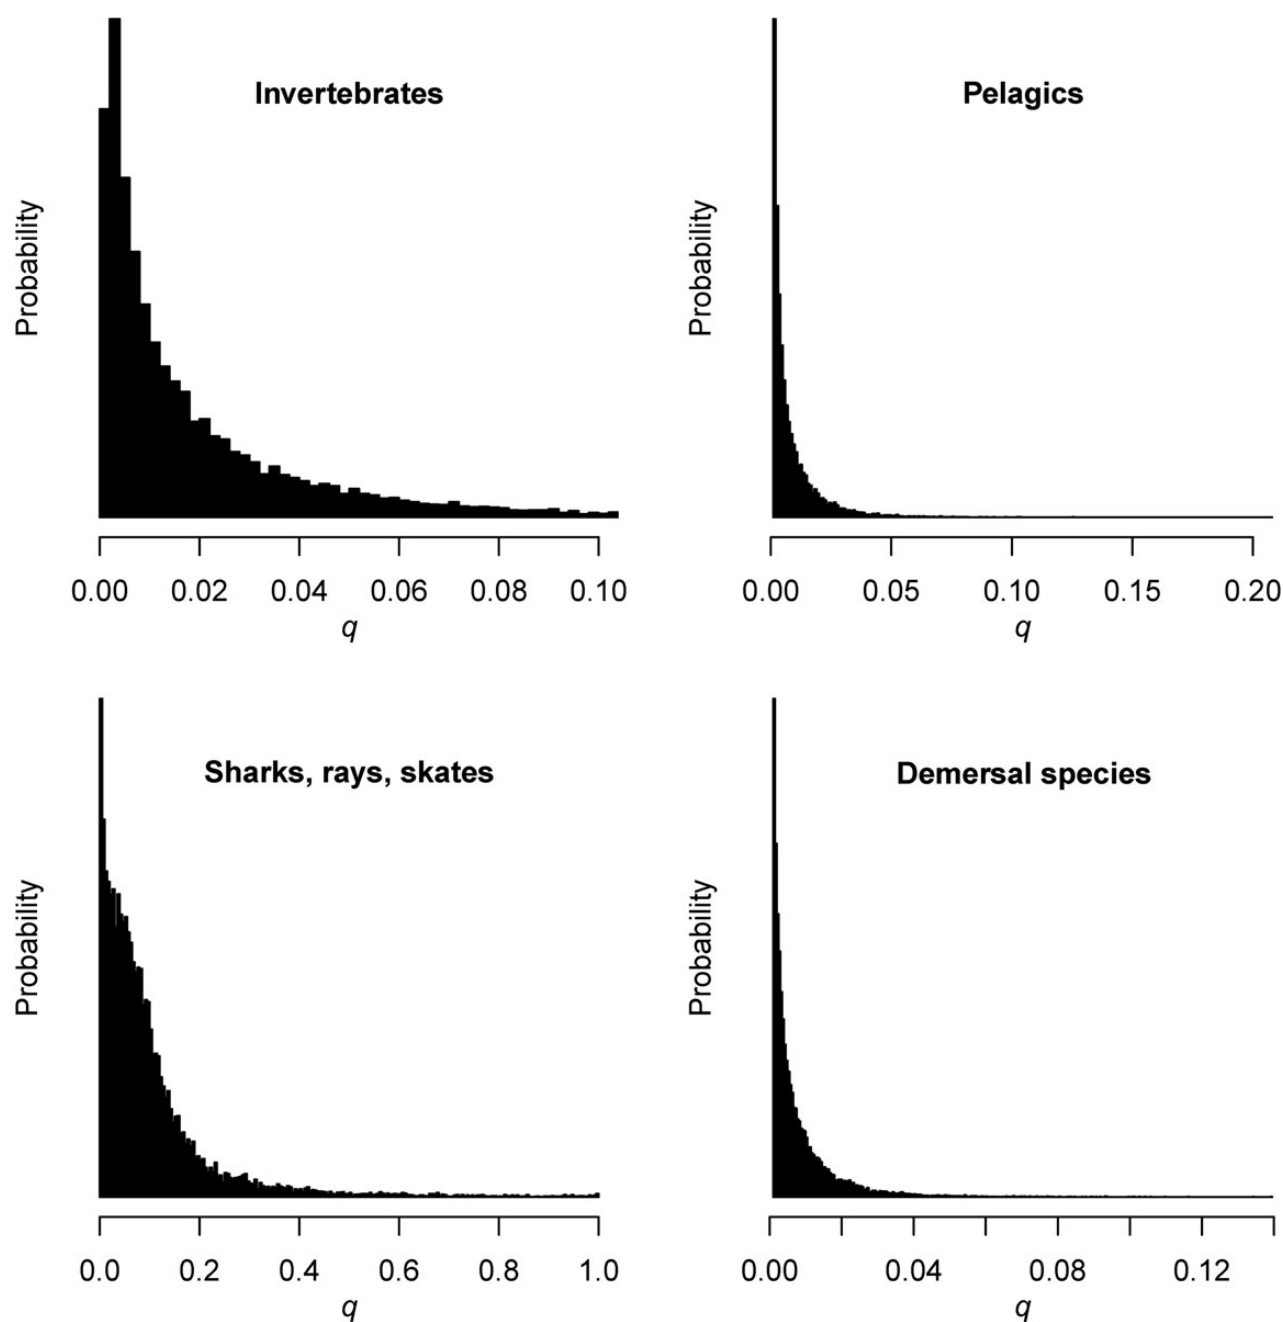 Invertebrates
Probability
0.00 0.02 0.04 0.06 0.08 0.10
q
Pelagics
Probability
0.00 0.05 0.10 0.15 0.20
q
Sharks, rays, skates
Probability
0.0 0.2 0.4 0.6 0.8 1.0
q
Demersal species
Probability
0.00 0.04 0.08 0.12
q